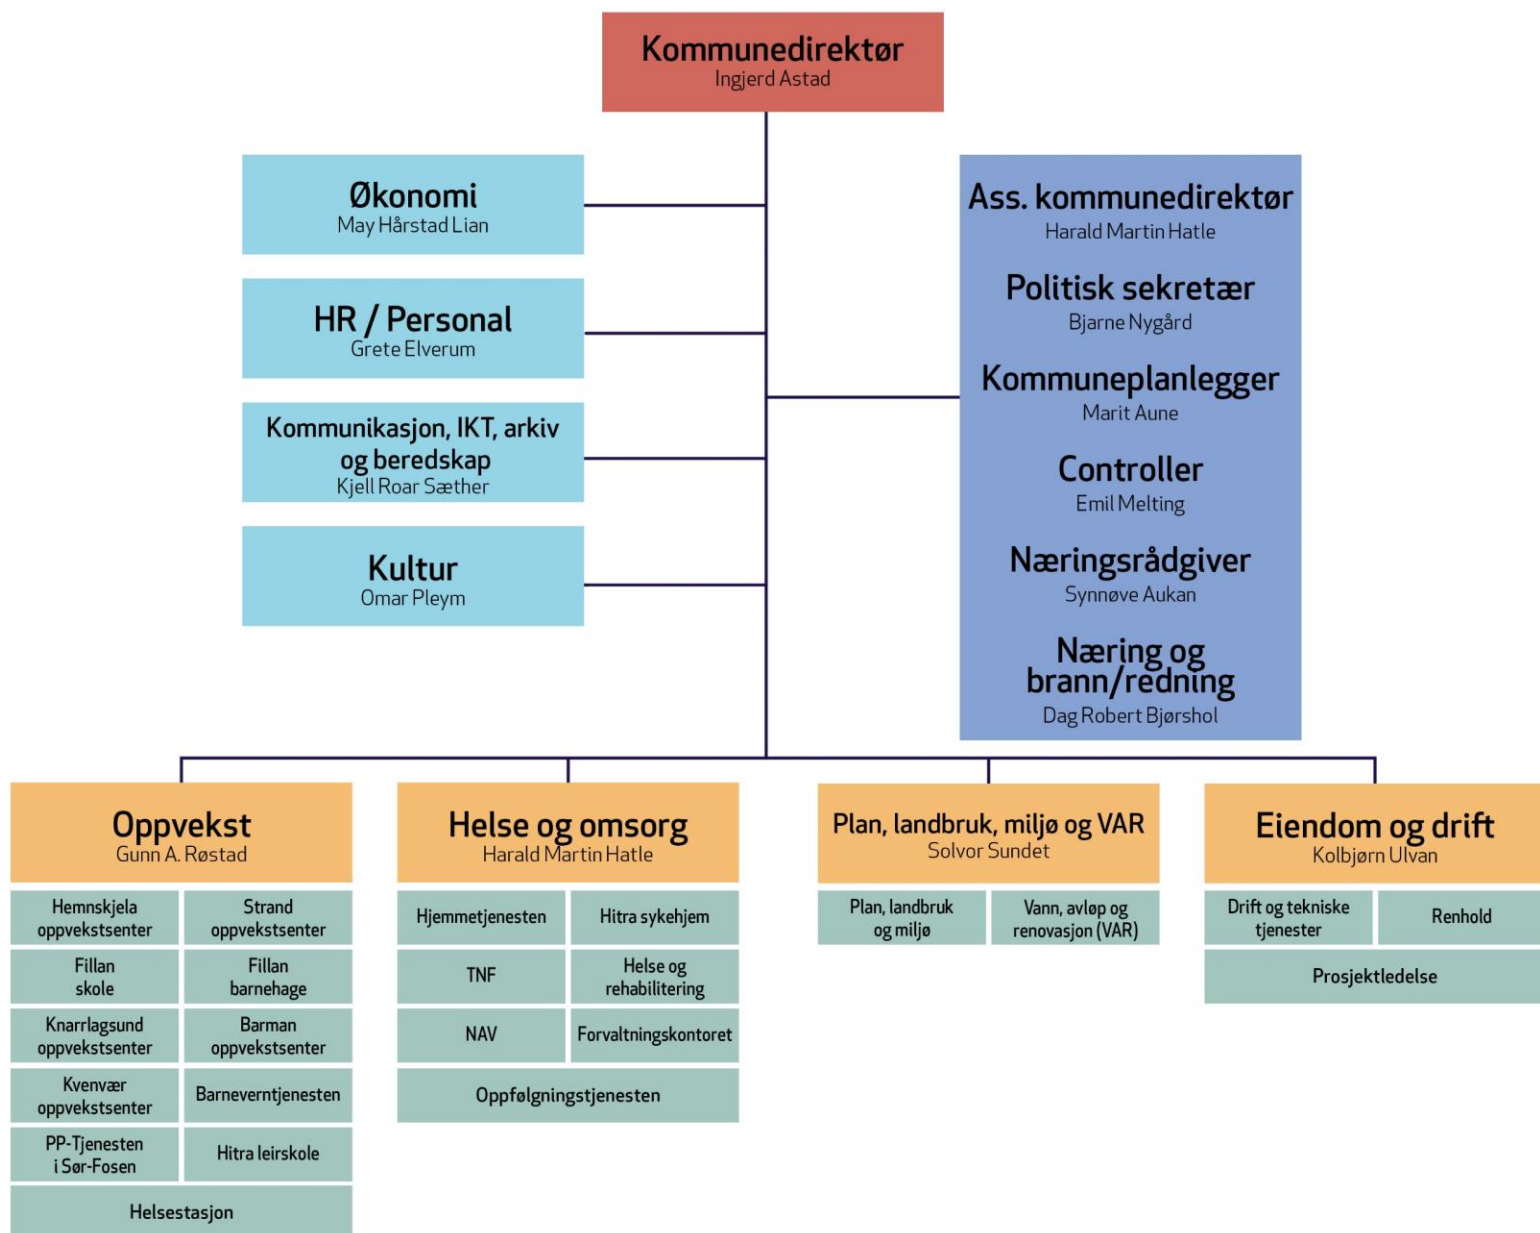 Kommunedirektør
Ingjerd Astad
Økonomi
May Hårstad Lian
HR / Personal
Grete Elverum
Kommunikasjon, IKT, arkiv
og beredskap
Kjell Roar Sæther
Kultur
Omar Pleym
Ass. kommunedirektør
Harald Martin Hatle
Politisk sekretær
Bjarne Nygård
Kommuneplanlegger
Marit Aune
Controller
Emil Melting
Næringsrådgiver
Synnøve Aukan
Næring og
brann/redning
Dag Robert Bjørshol
Oppvekst
Gunn A. Røstad
Hemnskjela
oppvekstsenter
Strand
oppvekstsenter
Fillan
skole
Fillan
barnehage
Knarrlagsund
oppvekstsenter
Barman
oppvekstsenter
Kvenvær
oppvekstsenter
Barneverntjenesten
PP-Tjenesten
i Sør-Fosen
Hitra leirskole
Helsestasjon
Helse og omsorg
Harald Martin Hatle
Hjemmetjenesten
Hitra sykehjem
TNF
Helse og
rehabilitering
NAV
Forvaltningskontoret
Oppfølgningstjenesten
Plan, landbruk, miljø og VAR
Solvor Sundet
Plan, landbruk
og miljø
Vann, avløp og
renovasjon (VAR)
Eiendom og drift
Kolbjørn Ulvan
Drift og tekniske
tjenester
Renhold
Prosjektledelse